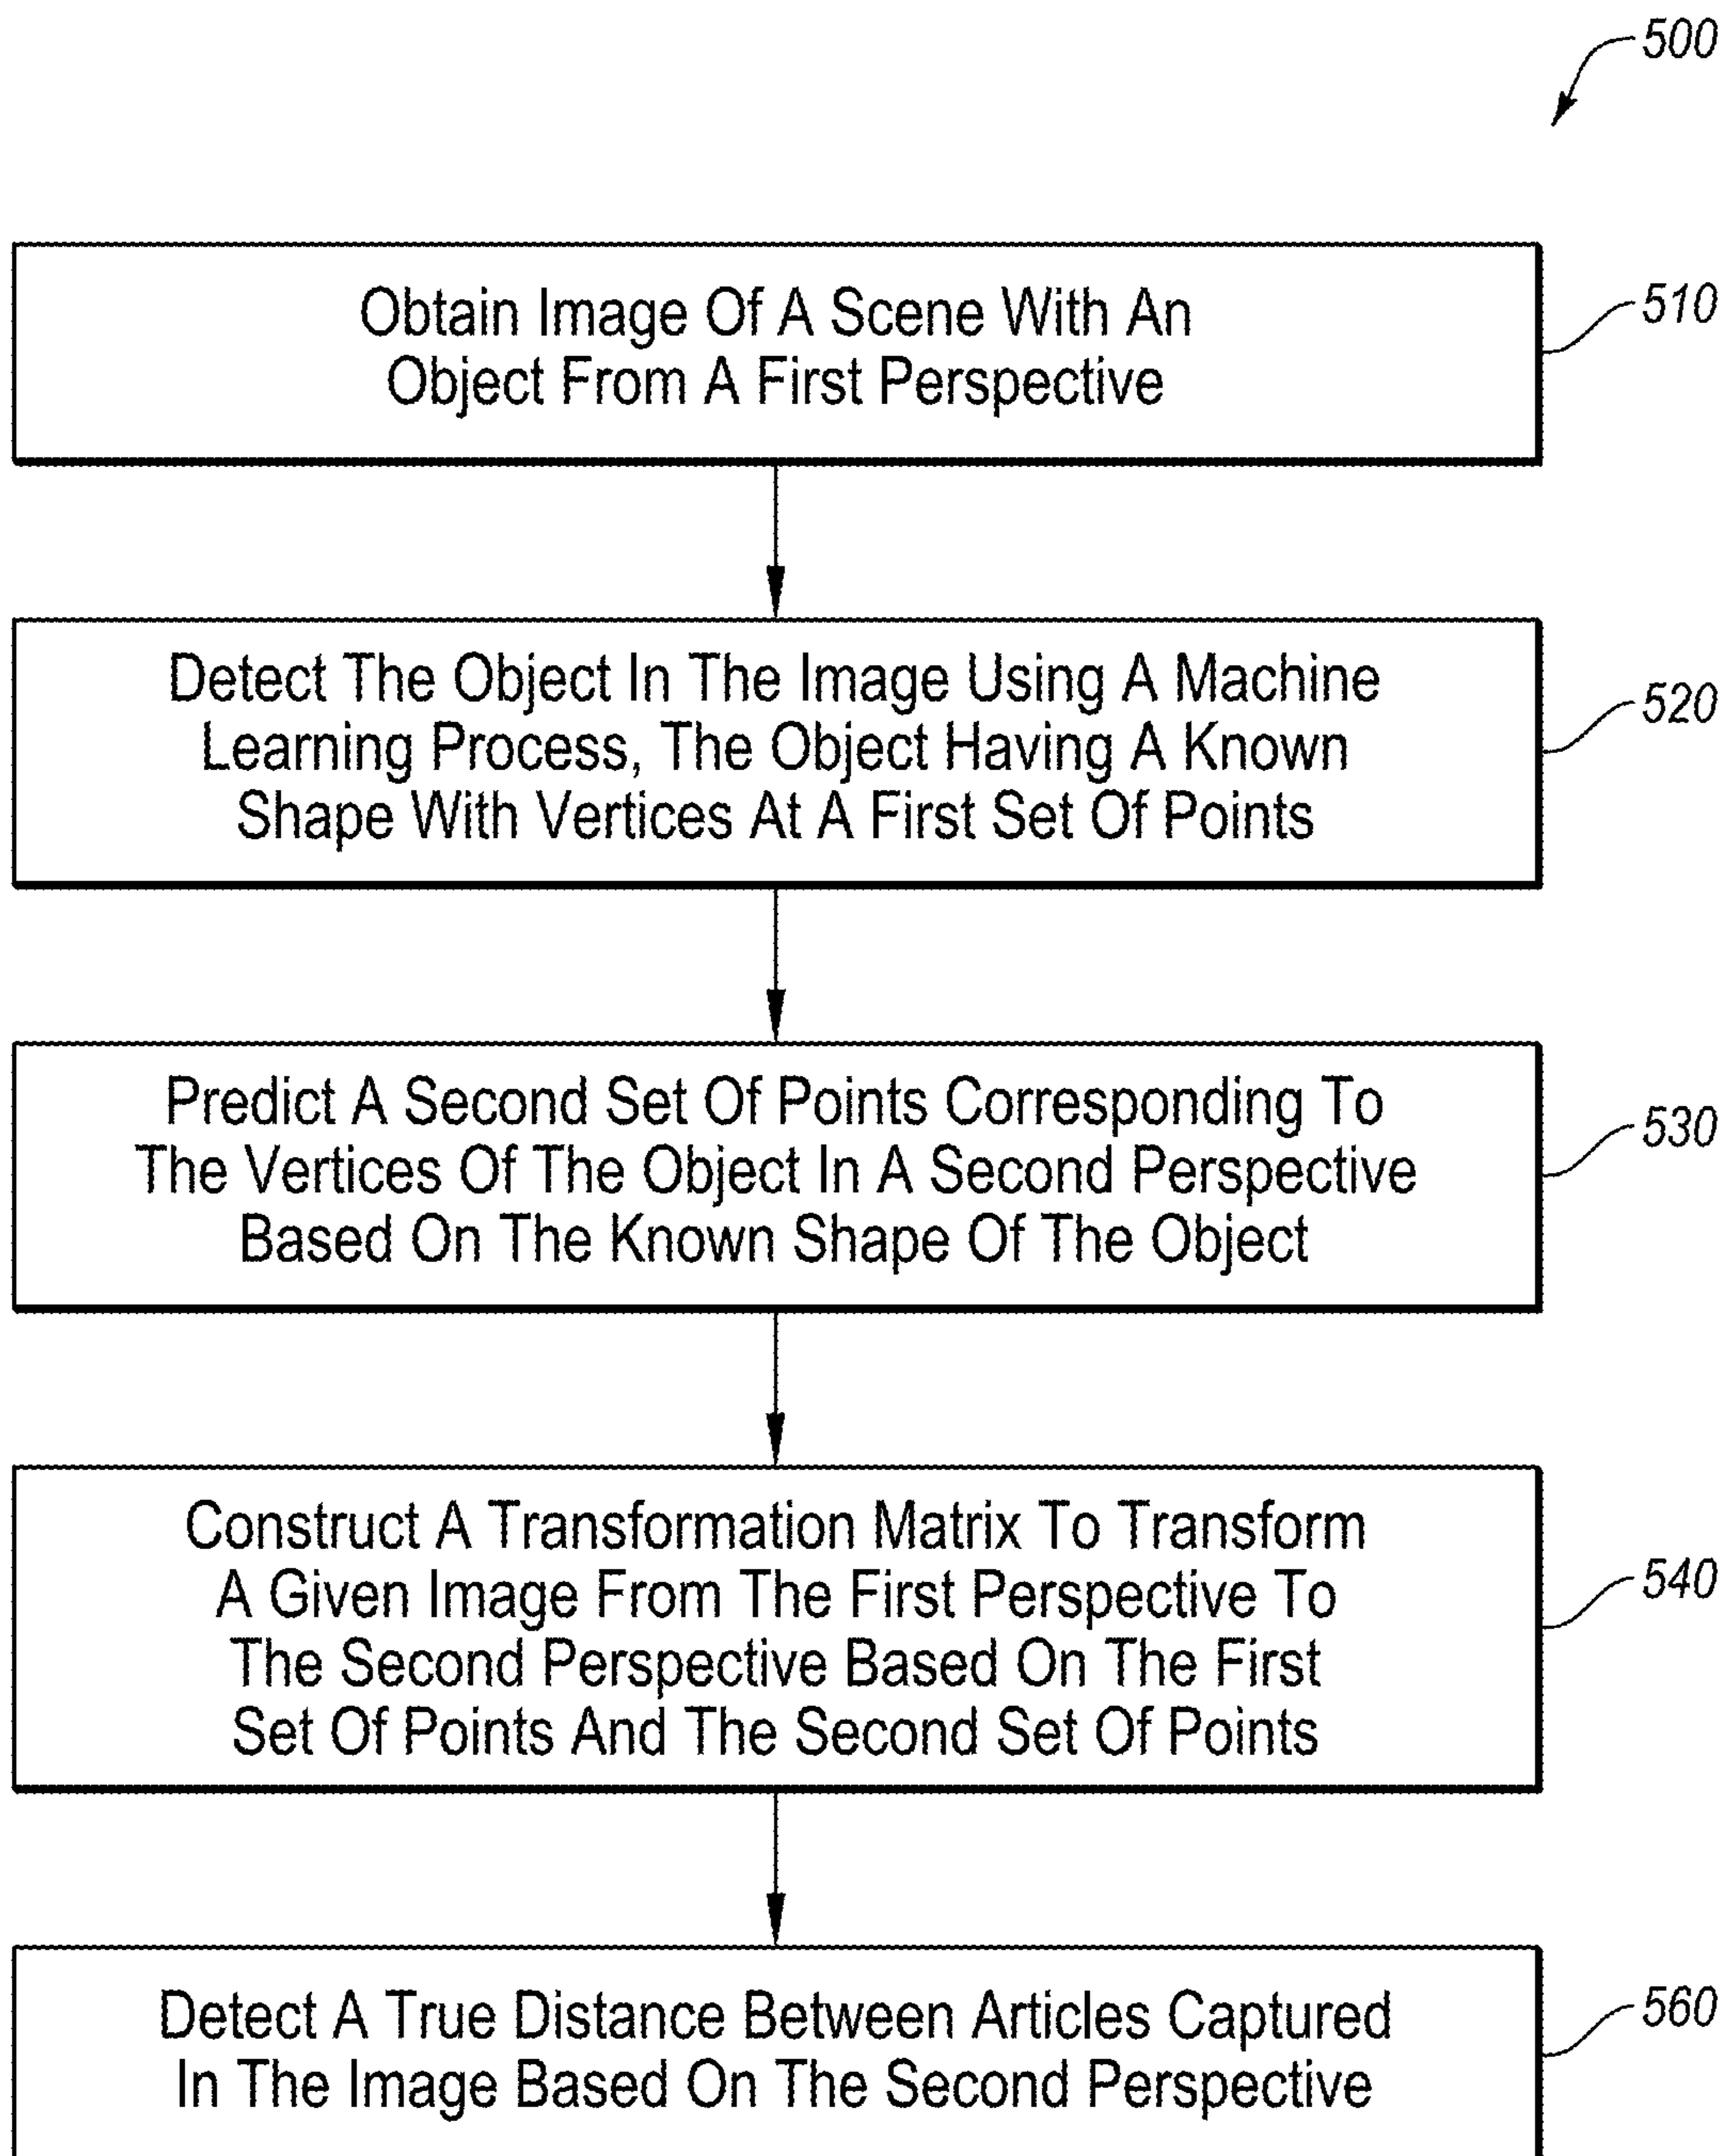 500
Obtain Image Of A Scene With An
Object From A First Perspective
510
Detect The Object In The Image Using A Machine
Learning Process, The Object Having A Known
Shape With Vertices At A First Set Of Points
520
Predict A Second Set Of Points Corresponding To
The Vertices Of The Object In A Second Perspective
Based On The Known Shape Of The Object
530
Construct A Transformation Matrix To Transform
A Given Image From The First Perspective To
The Second Perspective Based On The First
Set Of Points And The Second Set Of Points
540
Detect A True Distance Between Articles Captured
In The Image Based On The Second Perspective
560